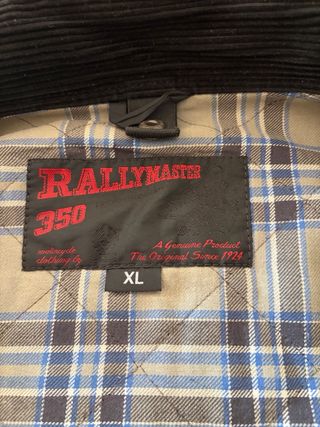 RALLYMASTER
350
motorcycle
clothing Co
A Genuine Product
The Original Since 1924
XL